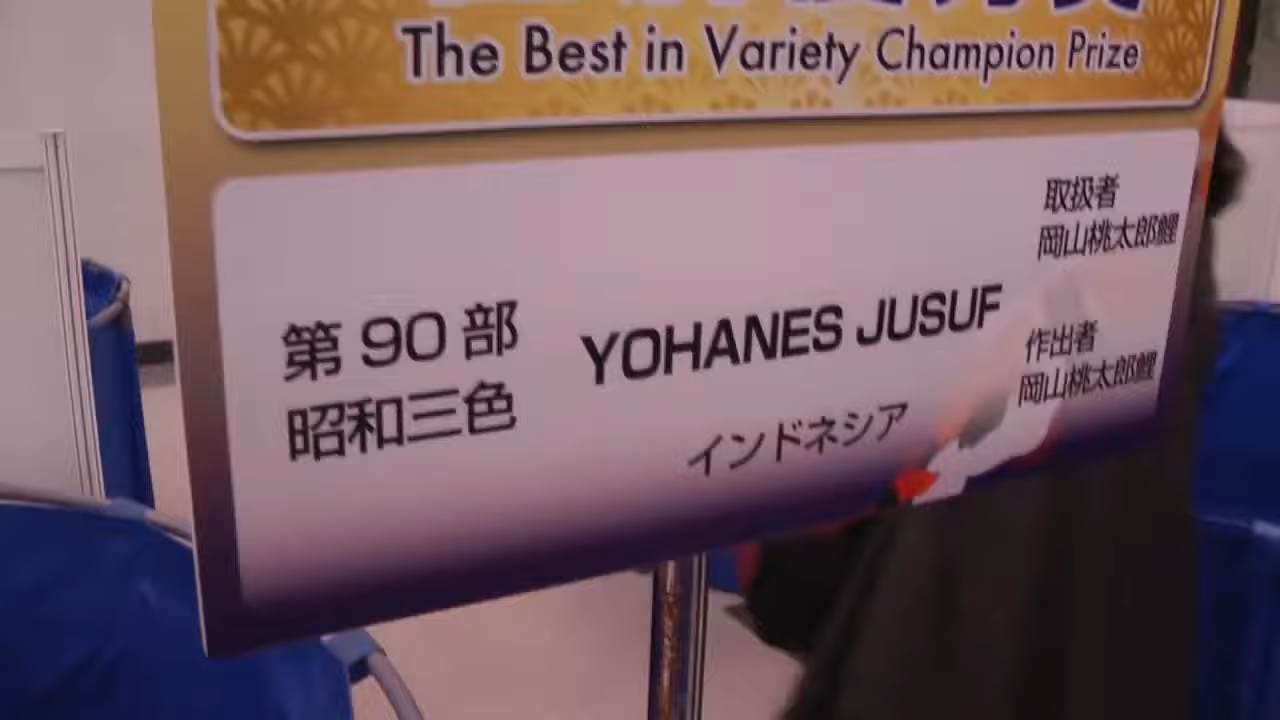 The Best in Variety Champion Prize
取扱者
岡山桃太郎鯉
第90部
昭和三色
YOHANES JUSUF
インドネシア
作出者
岡山桃太郎鯉